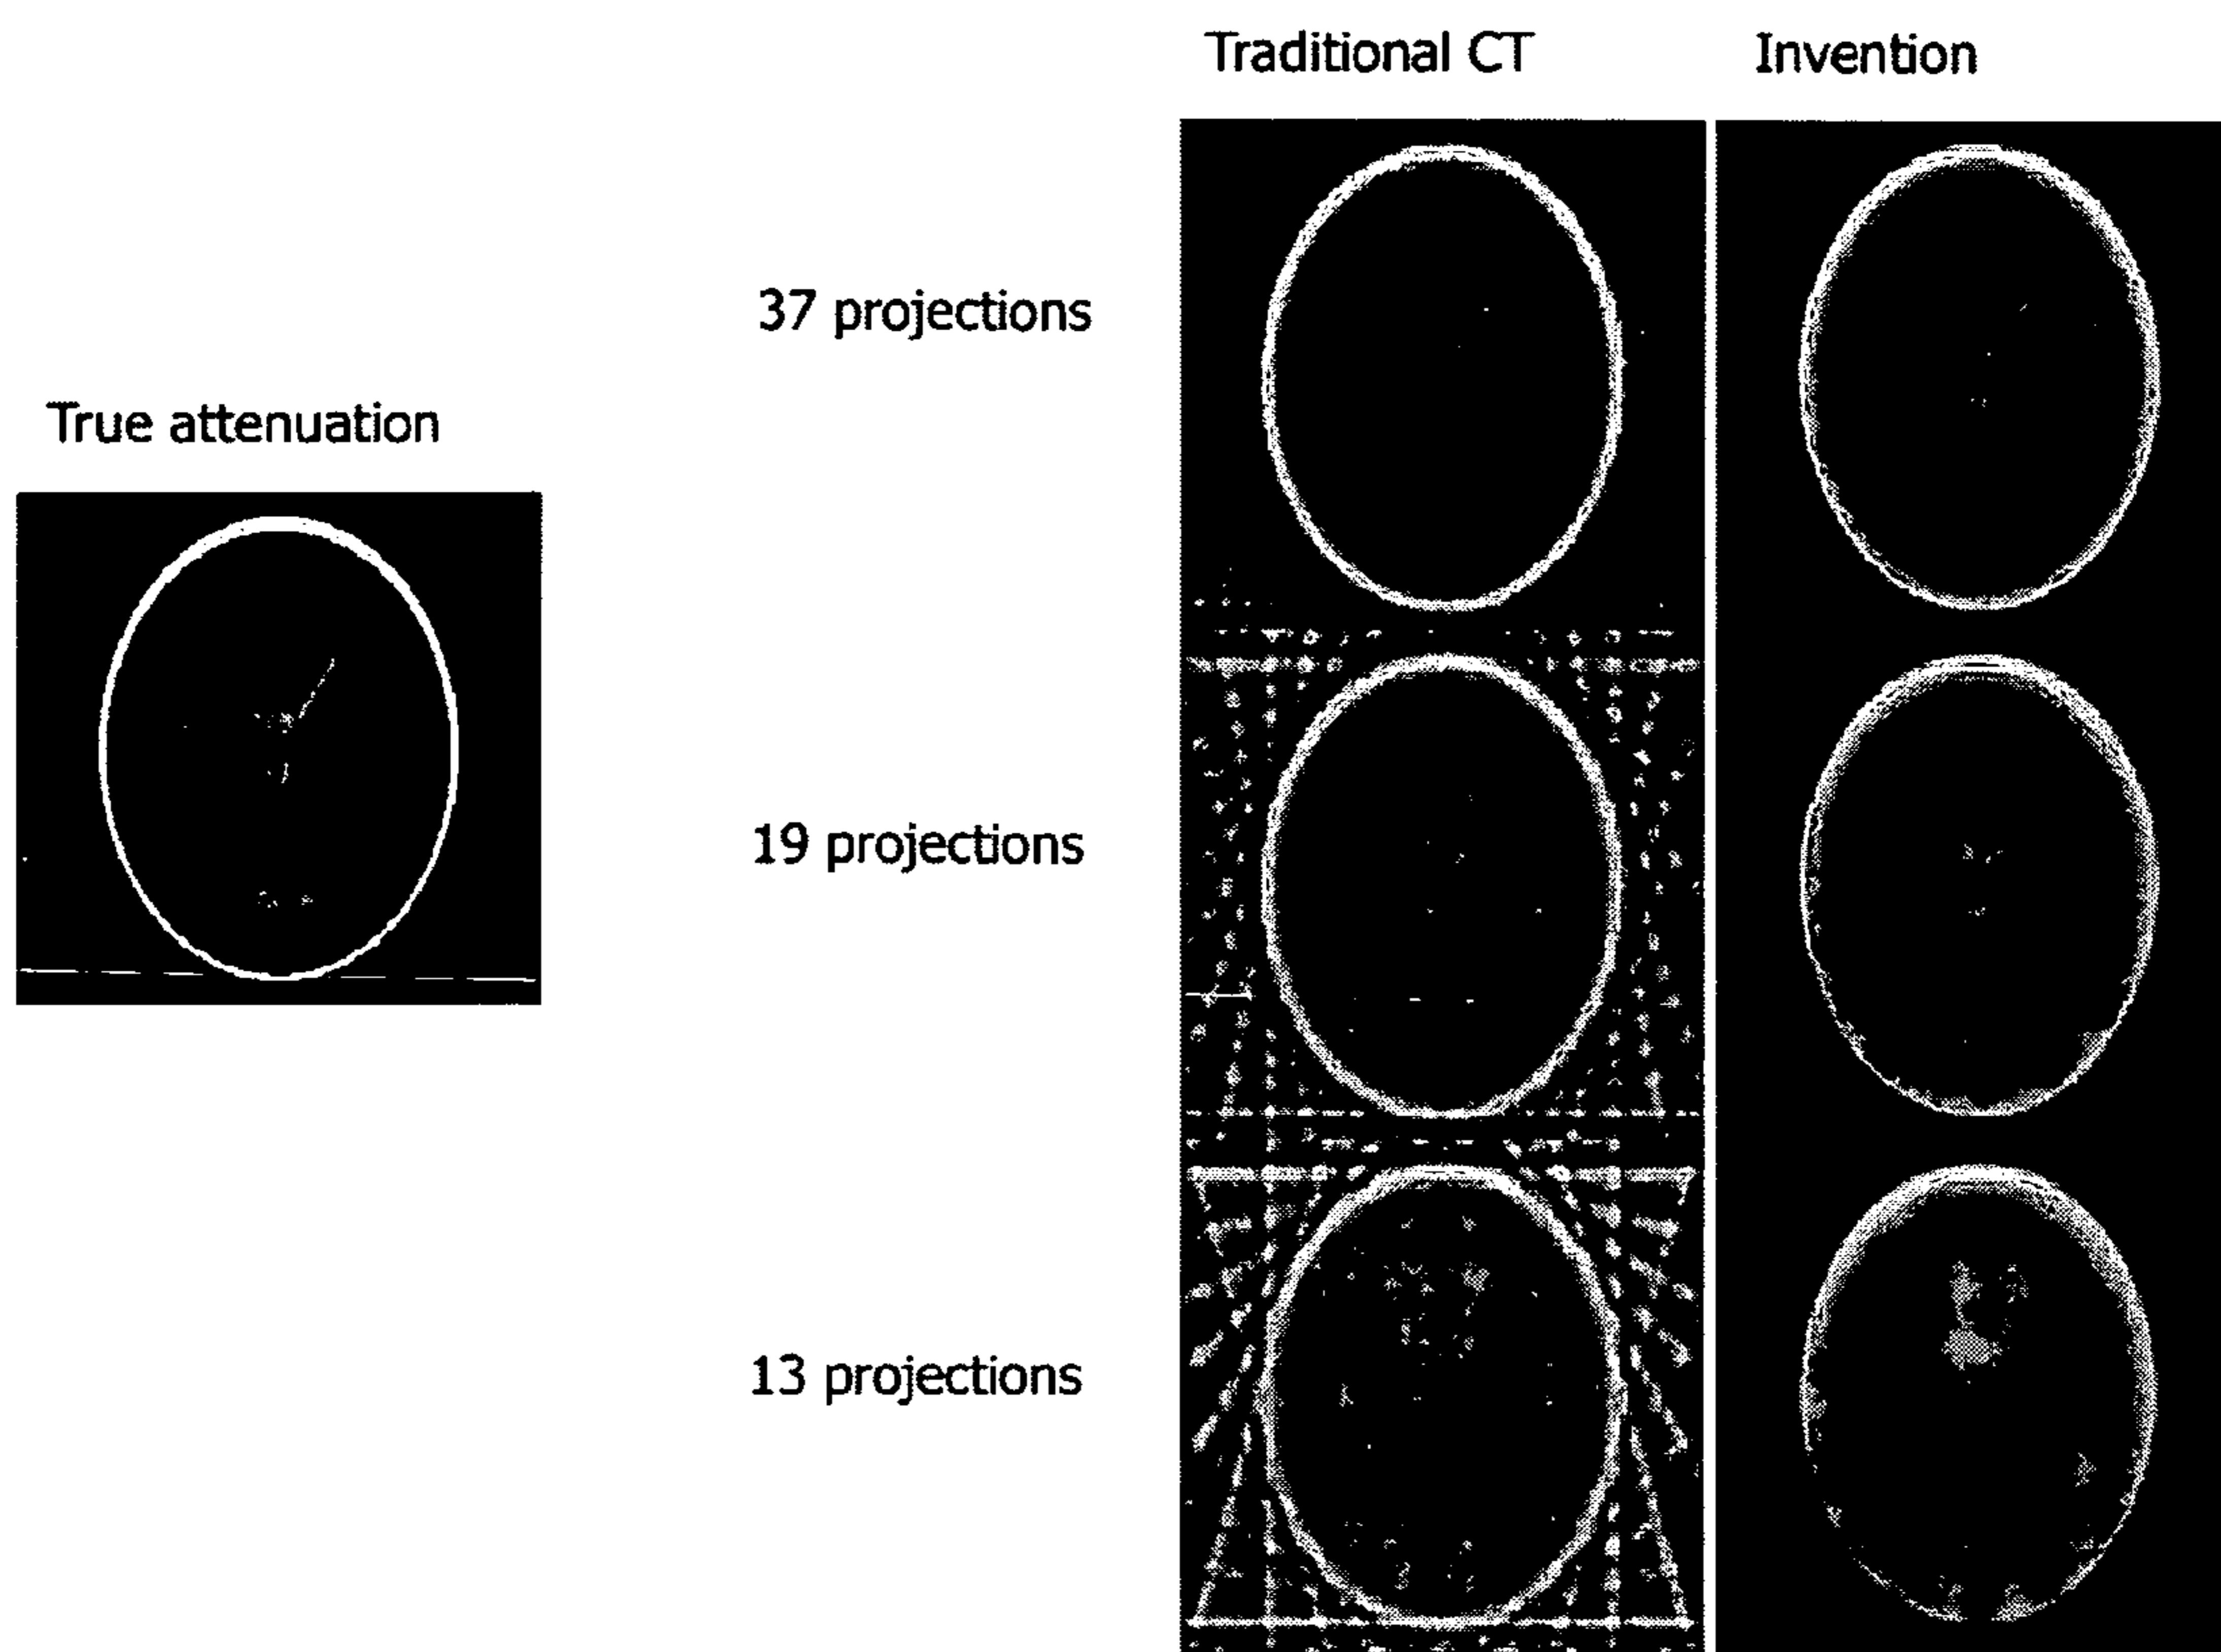 Traditional CT
Invention
37 projections
True attenuation
19 projections
13 projections